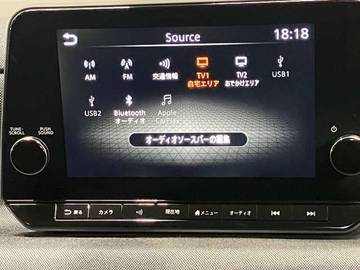 Source
18:18
AM
FM
交通情報
TV1
自宅エリア
TV2
おでかけエリア
USB1
USB2
Bluetooth
オーディオ
Apple
CarPlay
オーディオソースバーの編集
TUNE/
SCROLL
PUSH
SOUND
戻る
カメラ
現在地
メニュー
オーディオ